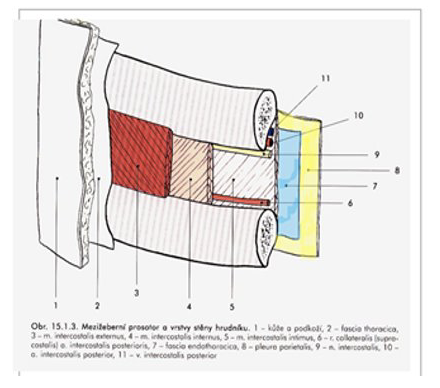 11
10
9
8
7
6
1
2
3
4
5
Obr. 15.1.3. Mezižeberní prostor a vrstvy stěny hrudníku. 1 – kůže a podkoží, 2 – fascia thoracica,
3 – m. intercostalis externus, 4 – m. intercostalis internus, 5 – m. intercostalis intimus, 6 – r. collateralis (supra-
costalis) a. intercostalis posterioris, 7 – fascia endothoracica, 8 – pleura parietalis, 9 – n. intercostalis, 10 –
a. intercostalis posterior, 11 – v. intercostalis posterior